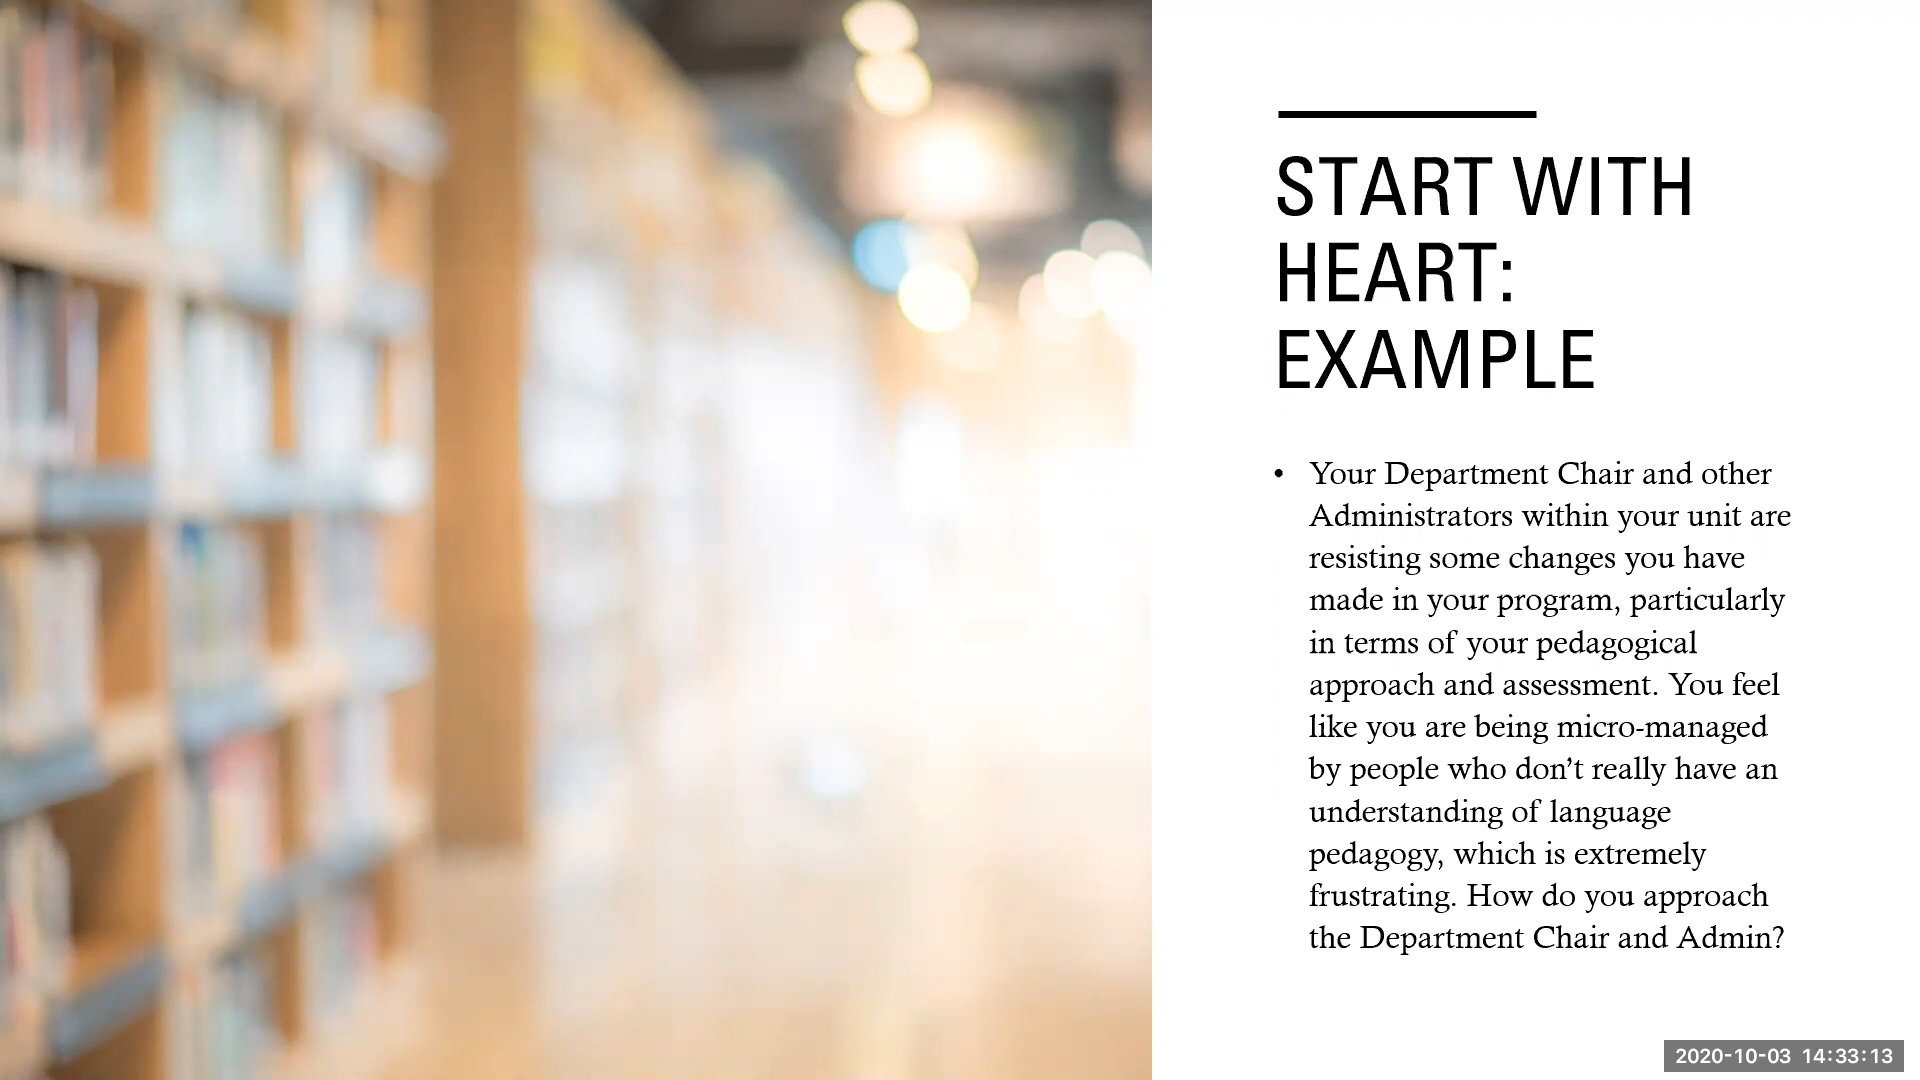 START WITH
HEART:
EXAMPLE
• Your Department Chair and other
Administrators within your unit are
resisting some changes you have
made in your program, particularly
in terms of your pedagogical
approach and assessment. You feel
like you are being micro-managed
by people who don’t really have an
understanding of language
pedagogy, which is extremely
frustrating. How do you approach
the Department Chair and Admin?
2020-10-03 14:33:13